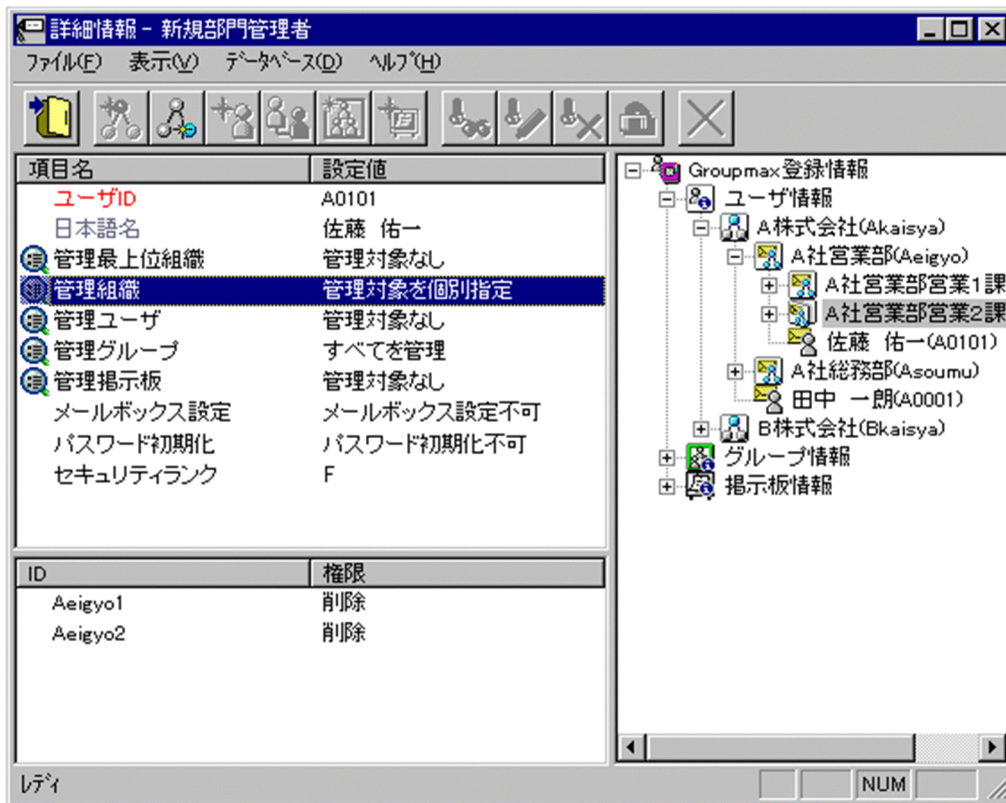 詳細情報 - 新規部門管理者
ファイル(F) 表示(V) データベース(D) ヘルプ(H)
項目名 設定値
ユーザID A0101
日本語名 佐藤 佑一
管理最上位組織 管理対象なし
管理組織 管理対象を個別指定
管理ユーザ 管理対象なし
管理グループ すべてを管理
管理掲示板 管理対象なし
メールボックス設定 メールボックス設定不可
パスワード初期化 パスワード初期化不可
セキュリティランク F
ID 権限
Aeigyo1 削除
Aeigyo2 削除
Groupmax登録情報
ユーザ情報
A株式会社(Akaisya)
A社営業部(Aeigyo)
A社営業部営業1課
A社営業部営業2課
佐藤 佑一(A0101)
A社総務部(Asoumu)
田中 一朗(A0001)
B株式会社(Bkaisya)
グループ情報
掲示板情報
レディ NUM